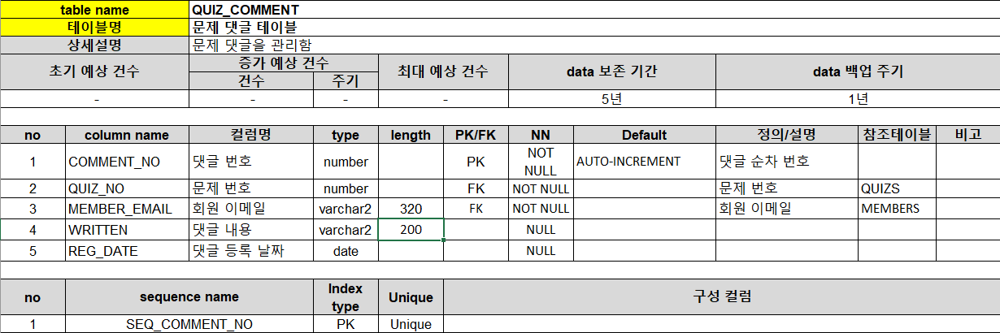 table name QUIZ_COMMENT
테이블명 문제 댓글 테이블
상세설명 문제 댓글을 관리함
초기 예상 건수 증가 예상 건수 최대 예상 건수 data 보존 기간 data 백업 주기
건수 주기
- - - - 5년 1년
no column name 컬럼명 type length PK/FK NN Default 정의/설명 참조테이블 비고
1 COMMENT_NO 댓글 번호 number PK NOT NULL AUTO-INCREMENT 댓글 순차 번호
2 QUIZ_NO 문제 번호 number FK NOT NULL 문제 번호 QUIZS
3 MEMBER_EMAIL 회원 이메일 varchar2 320 FK NOT NULL 회원 이메일 MEMBERS
4 WRITTEN 댓글 내용 varchar2 200 NULL
5 REG_DATE 댓글 등록 날짜 date NULL
no sequence name Index type Unique 구성 컬럼
1 SEQ_COMMENT_NO PK Unique